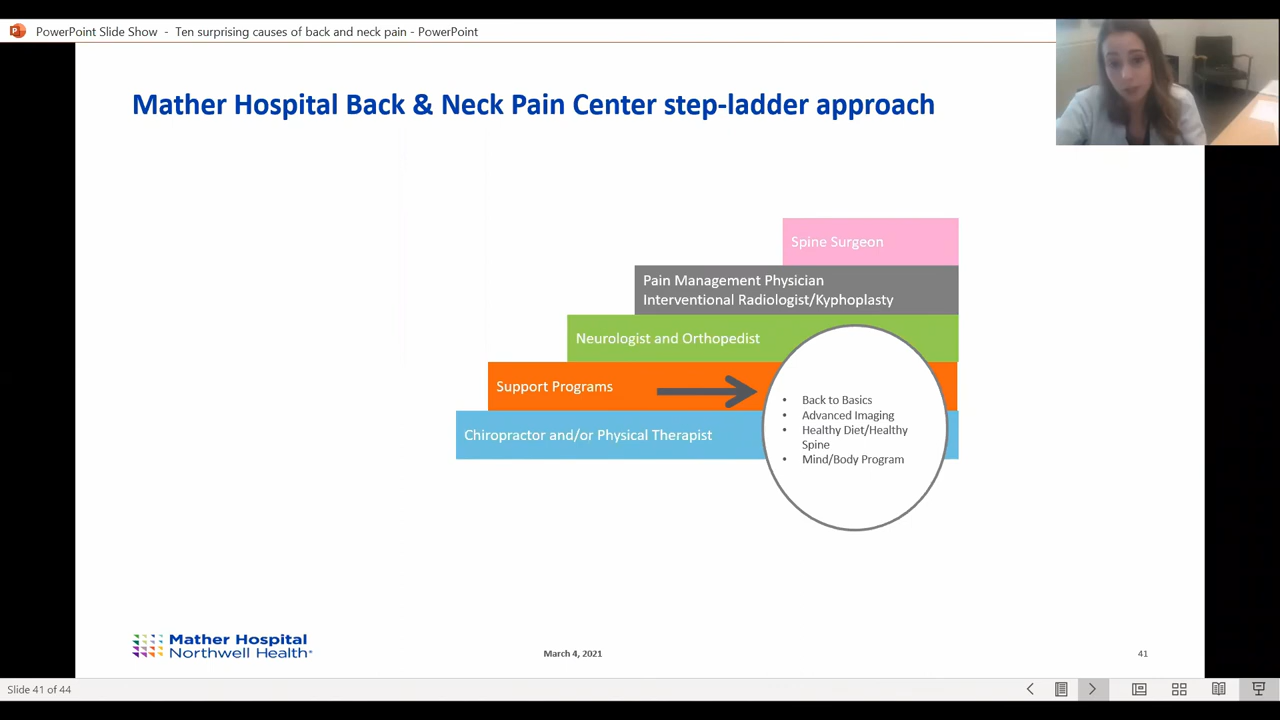 PowerPoint Slide Show - Ten surprising causes of back and neck pain - PowerPoint
Mather Hospital Back & Neck Pain Center step-ladder approach
Spine Surgeon
Pain Management Physician
Interventional Radiologist/Kyphoplasty
Neurologist and Orthopedist
Support Programs
Chiropractor and/or Physical Therapist
• Back to Basics
• Advanced Imaging
• Healthy Diet/Healthy
Spine
• Mind/Body Program
Mather Hospital
Northwell Health®
March 4, 2021
41
Slide 41 of 44